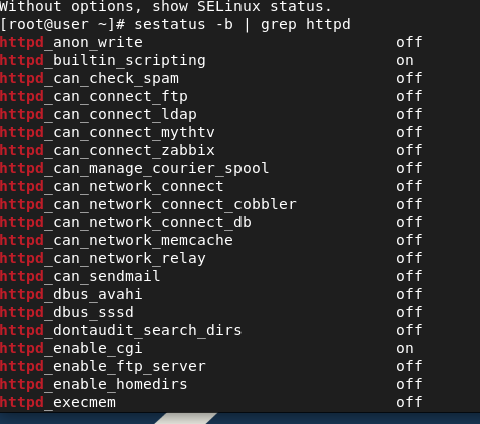 Without options, show SELinux status.
[root@user ~]# sestatus -b | grep httpd
httpd_anon_write off
httpd_builtin_scripting on
httpd_can_check_spam off
httpd_can_connect_ftp off
httpd_can_connect_ldap off
httpd_can_connect_mythtv off
httpd_can_connect_zabbix off
httpd_can_manage_courier_spool off
httpd_can_network_connect off
httpd_can_network_connect_cobbler off
httpd_can_network_connect_db off
httpd_can_network_memcache off
httpd_can_network_relay off
httpd_can_sendmail off
httpd_dbus_avahi off
httpd_dbus_sssd off
httpd_dontaudit_search_dirs off
httpd_enable_cgi on
httpd_enable_ftp_server off
httpd_enable_homedirs off
httpd_execmem off